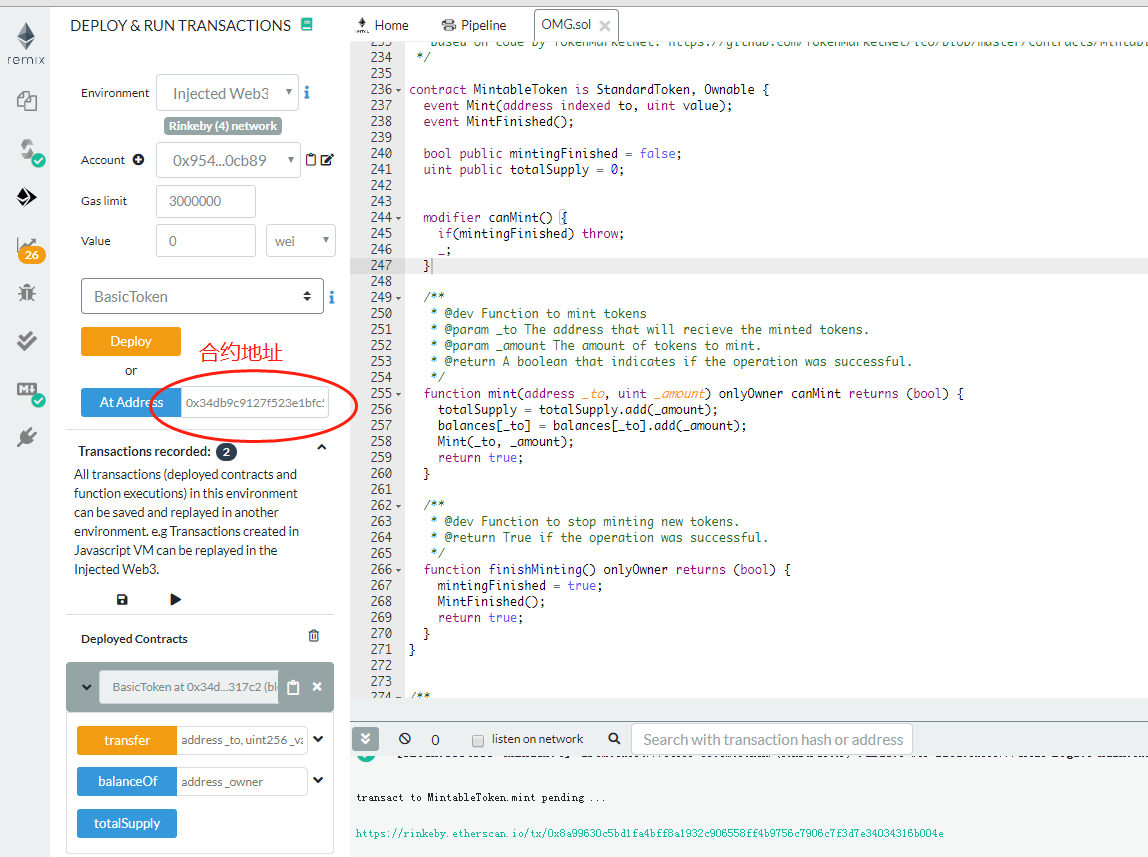 DEPLOY & RUN TRANSACTIONS
remix
Environment
Injected Web3
Rinkeby (4) network
Account
0x954...0cb89
Gas limit
3000000
Value
0
wei
26
BasicToken
Deploy
合约地址
or
At Address
0x34db9c9127f523e1bfc
Transactions recorded: 2
All transactions (deployed contracts and
function executions) in this environment
can be saved and replayed in another
environment. e.g Transactions created in
Javascript VM can be replayed in the
Injected Web3.
Deployed Contracts
BasicToken at 0x34d...317c2 (bl
transfer
address _to, uint256 _va
balanceOf
address _owner
totalSupply
Home
Pipeline
OMG.sol
233 * Based on code by TokenMarketNet: https://github.com/TokenMarketNet/ico/blob/master/contracts/Mintabl
234 */
235
236 contract MintableToken is StandardToken, Ownable {
237 event Mint(address indexed to, uint value);
238 event MintFinished();
239
240 bool public mintingFinished = false;
241 uint public totalSupply = 0;
242
243
244 modifier canMint() {
245 if(mintingFinished) throw;
246 _;
247 }
248
249 /**
250 * @dev Function to mint tokens
251 * @param _to The address that will recieve the minted tokens.
252 * @param _amount The amount of tokens to mint.
253 * @return A boolean that indicates if the operation was successful.
254 */
255 function mint(address _to, uint _amount) onlyOwner canMint returns (bool) {
256 totalSupply = totalSupply.add(_amount);
257 balances[_to] = balances[_to].add(_amount);
258 Mint(_to, _amount);
259 return true;
260 }
261
262 /**
263 * @dev Function to stop minting new tokens.
264 * @return True if the operation was successful.
265 */
266 function finishMinting() onlyOwner returns (bool) {
267 mintingFinished = true;
268 MintFinished();
269 return true;
270 }
271 }
272
273
274 /**
0
listen on network
Search with transaction hash or address
transact to MintableToken.mint pending ...
https://rinkeby.etherscan.io/tx/0x8a99630c5bd1fa4bff8a1932c906558ff4b9756c7906c7f3d7e34034316b004e